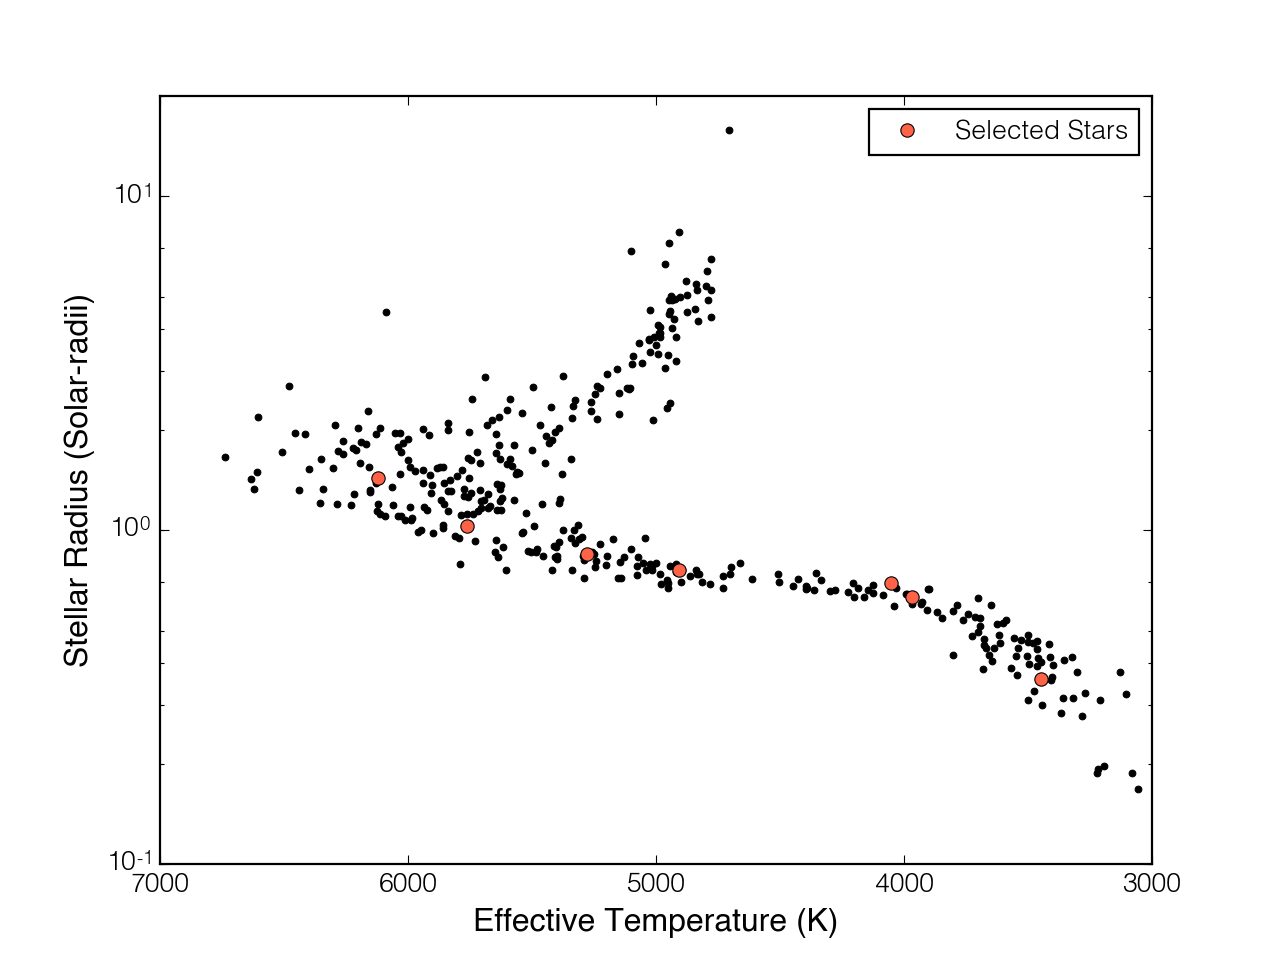 Selected Stars
10¹
10⁰
10⁻¹
Stellar Radius (Solar-radii)
7000 6000 5000 4000 3000
Effective Temperature (K)